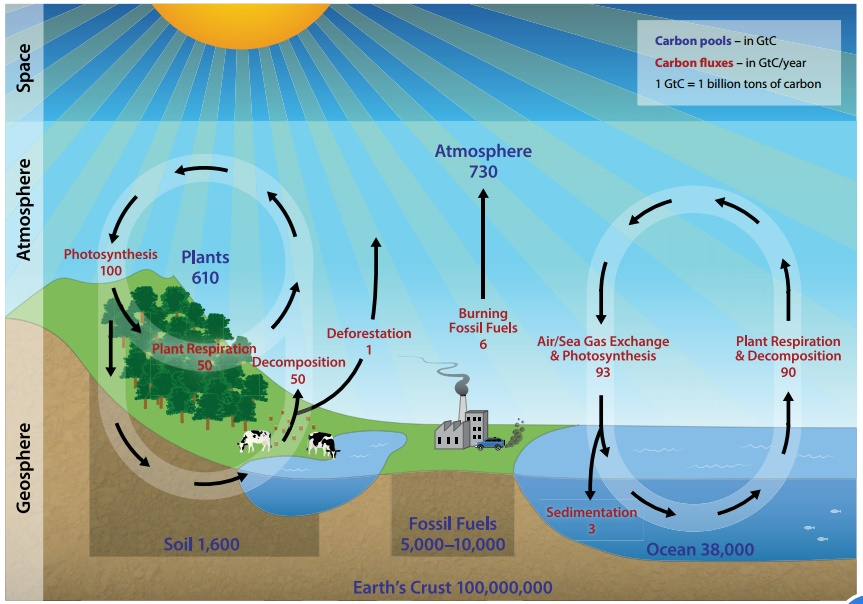 Space
Carbon pools – in GtC
Carbon fluxes – in GtC/year
1 GtC = 1 billion tons of carbon
Atmosphere
Atmosphere
730
Photosynthesis
100
Plants
610
Plant Respiration
50
Decomposition
50
Deforestation
1
Burning
Fossil Fuels
6
Air/Sea Gas Exchange
& Photosynthesis
93
Plant Respiration
& Decomposition
90
Geosphere
Sedimentation
3
Soil 1,600
Fossil Fuels
5,000–10,000
Ocean 38,000
Earth's Crust 100,000,000